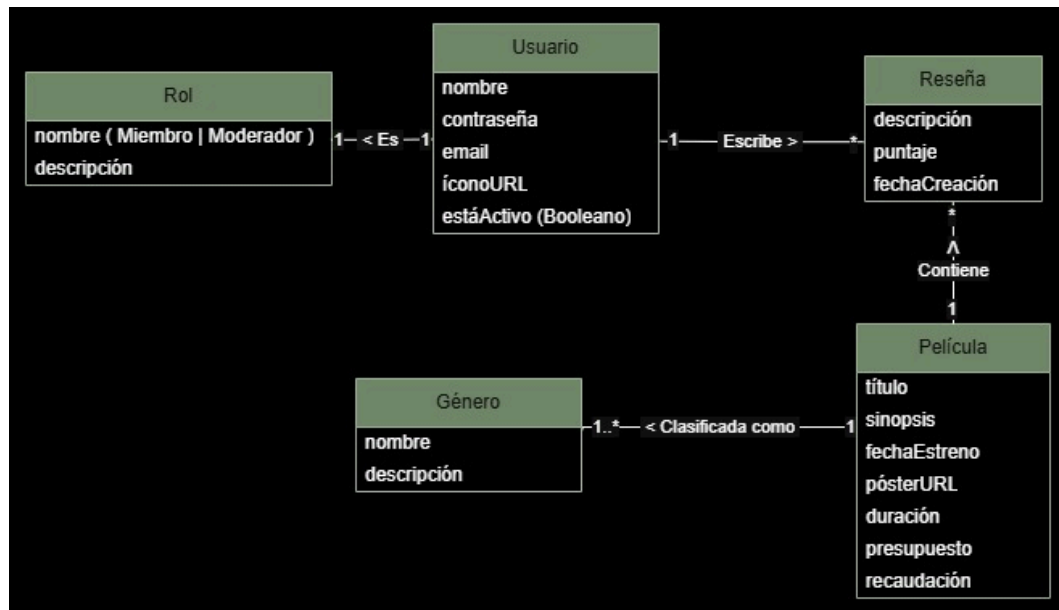 Rol
nombre ( Miembro | Moderador )
descripción
1 < Es 1
Usuario
nombre
contraseña
email
íconoURL
estáActivo (Booleano)
1 Escribe > *
Reseña
descripción
puntaje
fechaCreación
*
^
Contiene
1
Género
nombre
descripción
1..* < Clasificada como 1
Película
título
sinopsis
fechaEstreno
pósterURL
duración
presupuesto
recaudación